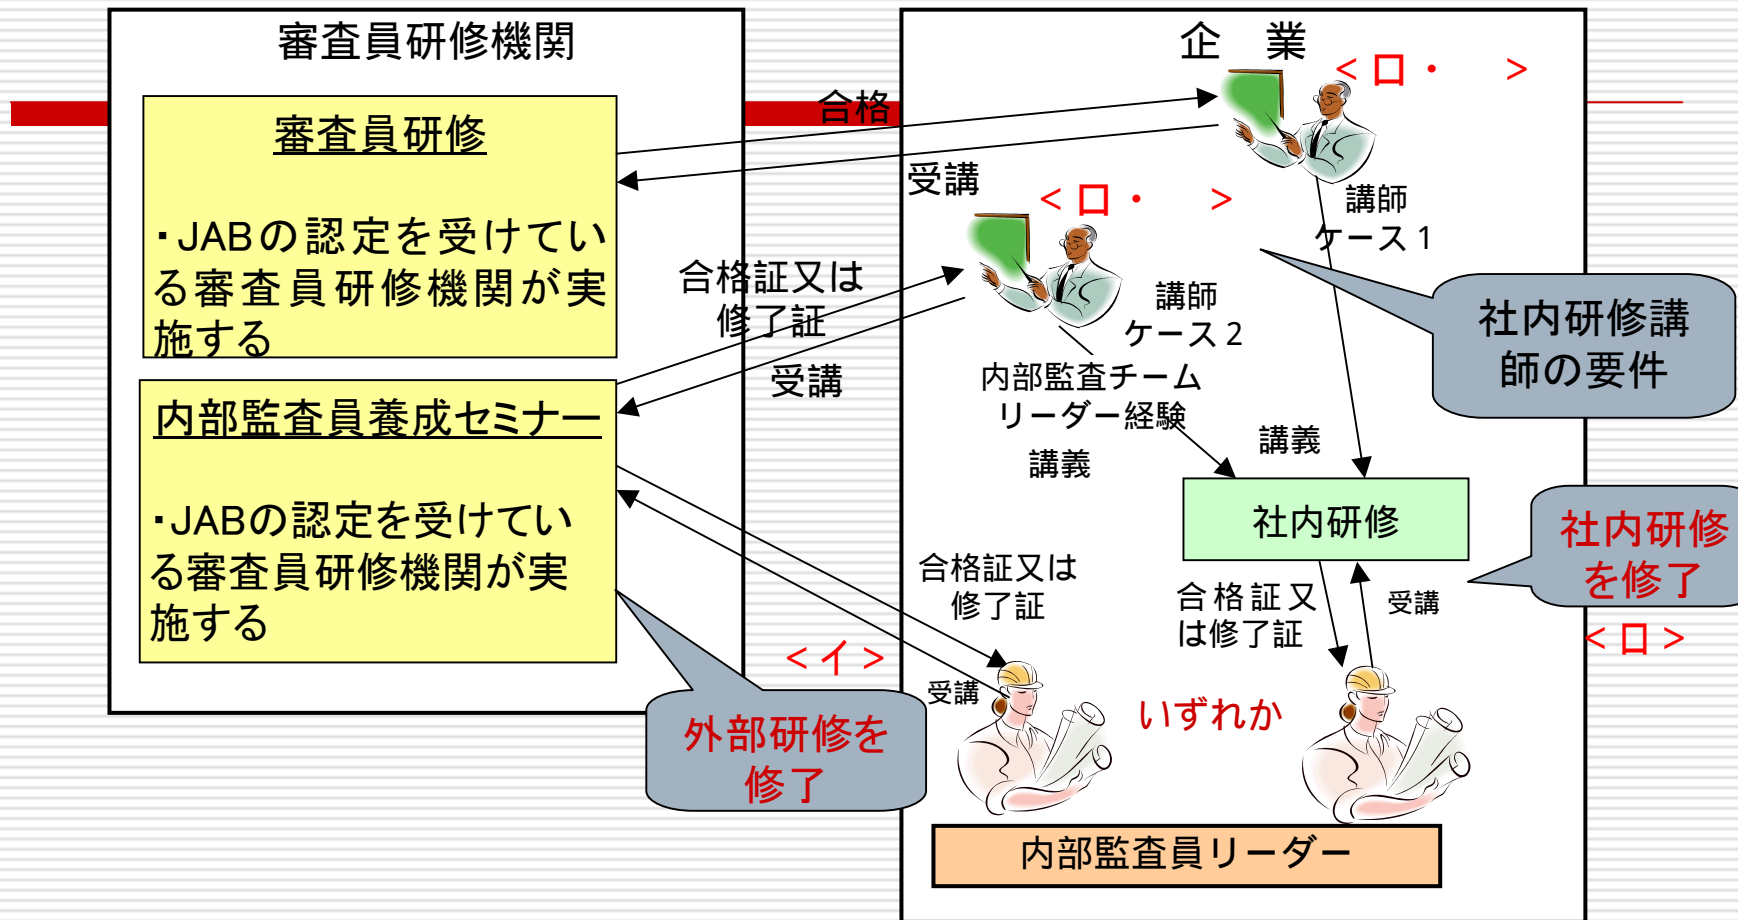 審査員研修機関
審査員研修
・JABの認定を受けてい
る審査員研修機関が実
施する
内部監査員養成セミナー
・JABの認定を受けてい
る審査員研修機関が実
施する
外部研修を
修了
<イ>
合格
受講
合格証又は
修了証
受講
企 業
<ロ・ >
講師
ケース1
<ロ・ >
講師
ケース2
内部監査チーム
リーダー経験
講義
講義
社内研修講
師の要件
社内研修
社内研修
を修了
<ロ>
合格証又は
修了証
受講
合格証又
は修了証
受講
いずれか
内部監査員リーダー